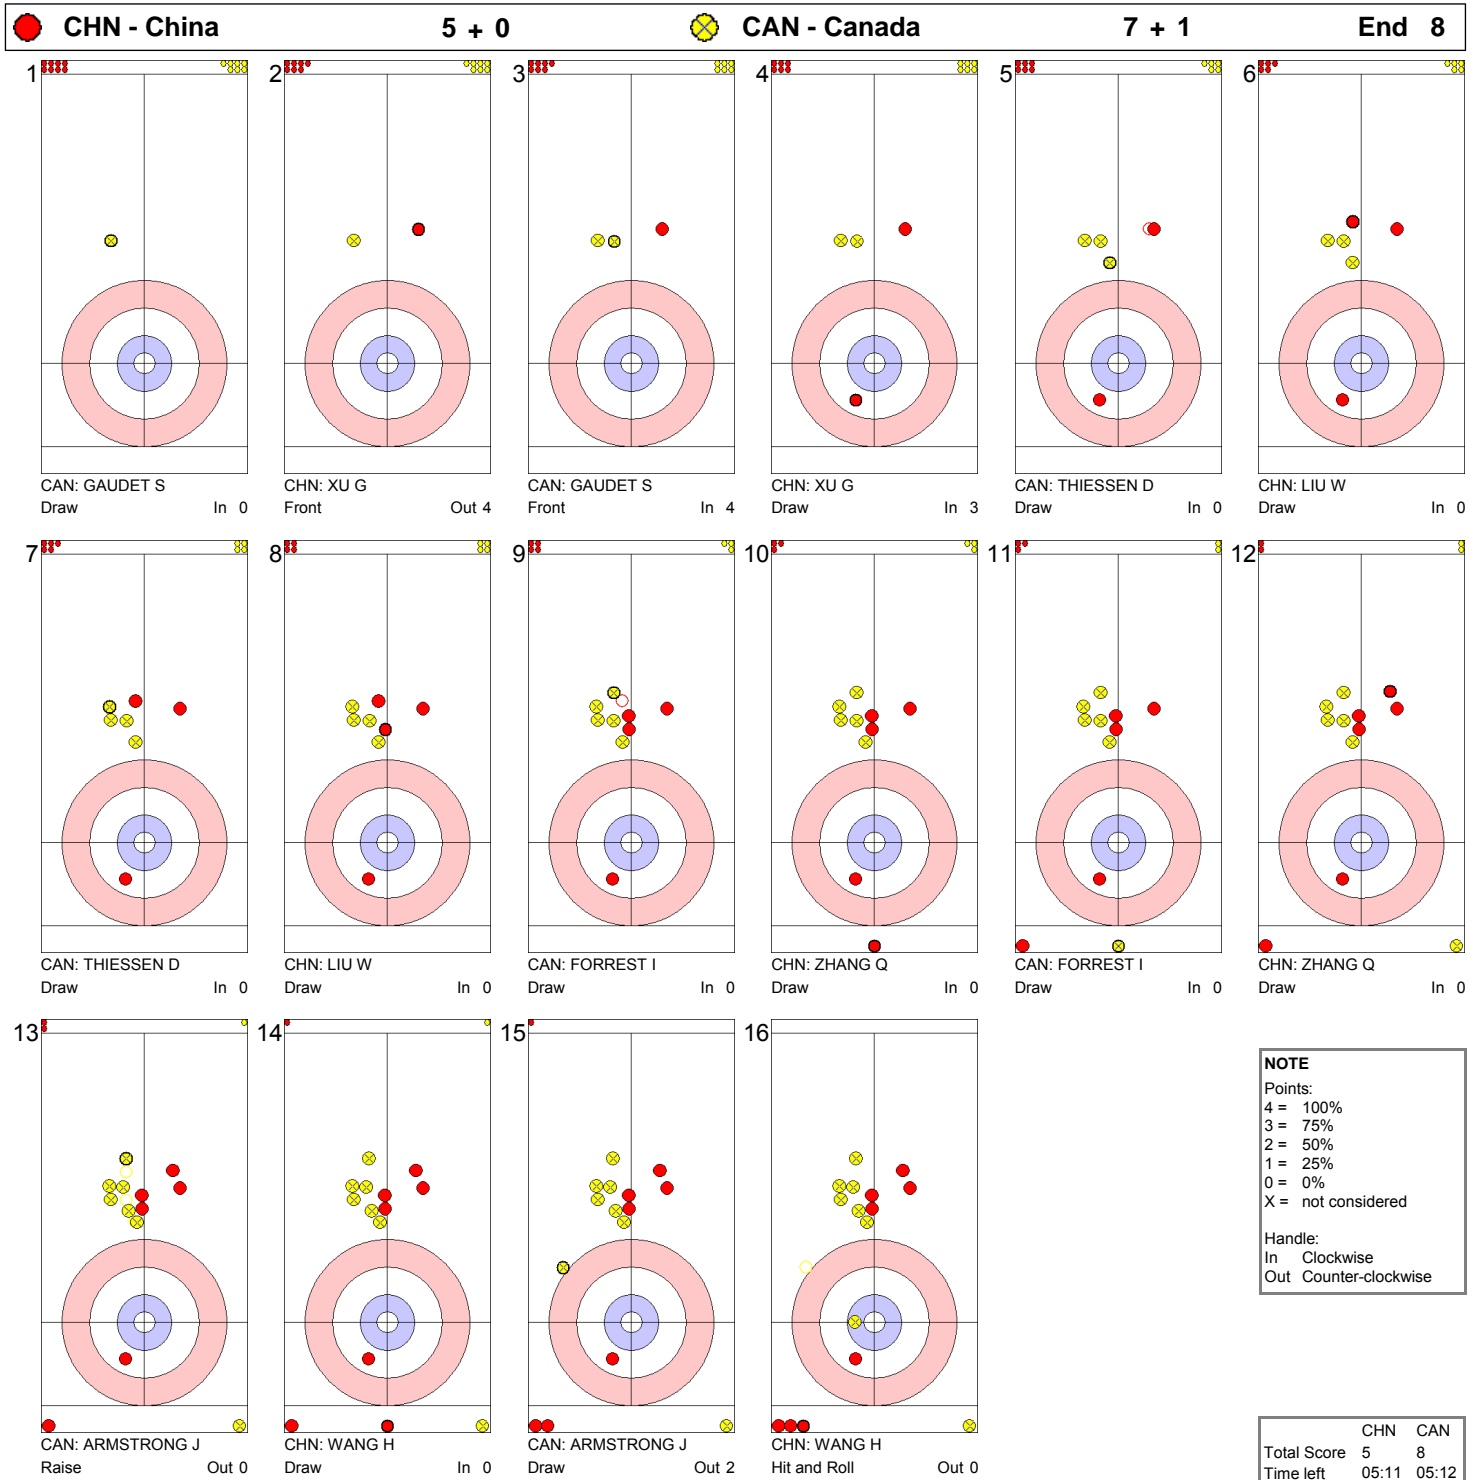 CHN - China 5 + 0 CAN - Canada 7 + 1 End 8
1 2 3 4 5 6
CAN: GAUDET S CHN: XU G CAN: GAUDET S CHN: XU G CAN: THIESSEN D CHN: LIU W
Draw In 0 Front Out 4 Front In 4 Draw In 3 Draw In 0 Draw In 0
7 8 9 10 11 12
CAN: THIESSEN D CHN: LIU W CAN: FORREST I CHN: ZHANG Q CAN: FORREST I CHN: ZHANG Q
Draw In 0 Draw In 0 Draw In 0 Draw In 0 Draw In 0 Draw In 0
13 14 15 16
CAN: ARMSTRONG J CHN: WANG H CAN: ARMSTRONG J CHN: WANG H
Raise Out 0 Draw In 0 Draw Out 2 Hit and Roll Out 0
NOTE
Points:
4 = 100%
3 = 75%
2 = 50%
1 = 25%
0 = 0%
X = not considered
Handle:
In Clockwise
Out Counter-clockwise
CHN CAN
Total Score 5 8
Time left 05:11 05:12